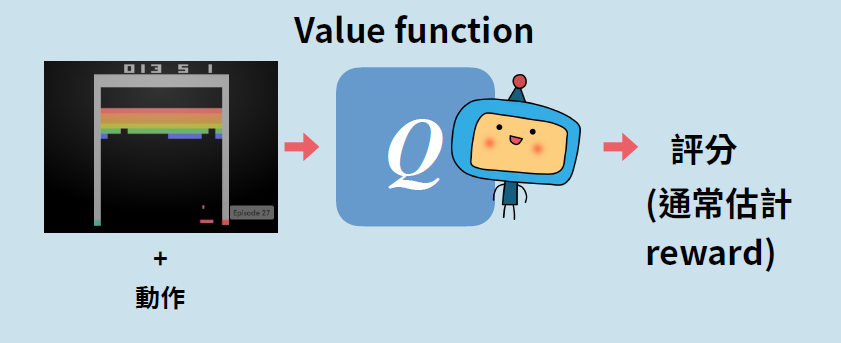 Value function
013 5 1
Episode 27
+
動作
Q
評分
(通常估計
reward)